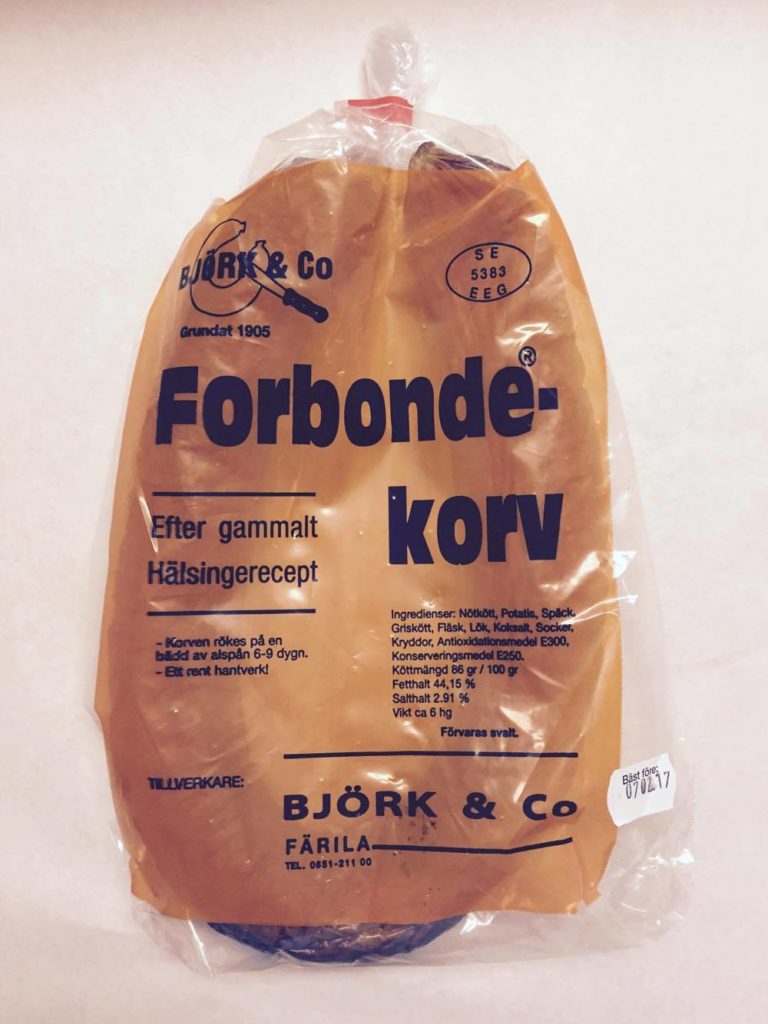 BJÖRK & Co
Grundat 1905
SE
5383
EEG
Forbonde-®
korv
Efter gammalt
Hälsingerecept
- Korven rökes på en
bädd av alspån 6-9 dygn.
- Ett rent hantverk!
Ingredienser: Nötkött, Potatis, Späck,
Griskött, Fläsk, Lök, Koksalt, Socker,
Kryddor, Antioxidationsmedel E300,
Konserveringsmedel E250.
Köttmängd 86 gr / 100 gr
Fetthalt 44,15 %
Salthalt 2.91 %
Vikt ca 6 hg
Förvaras svalt.
TILLVERKARE:
BJÖRK & Co
FÄRILA
TEL. 0651-211 00
Bäst före:
070217